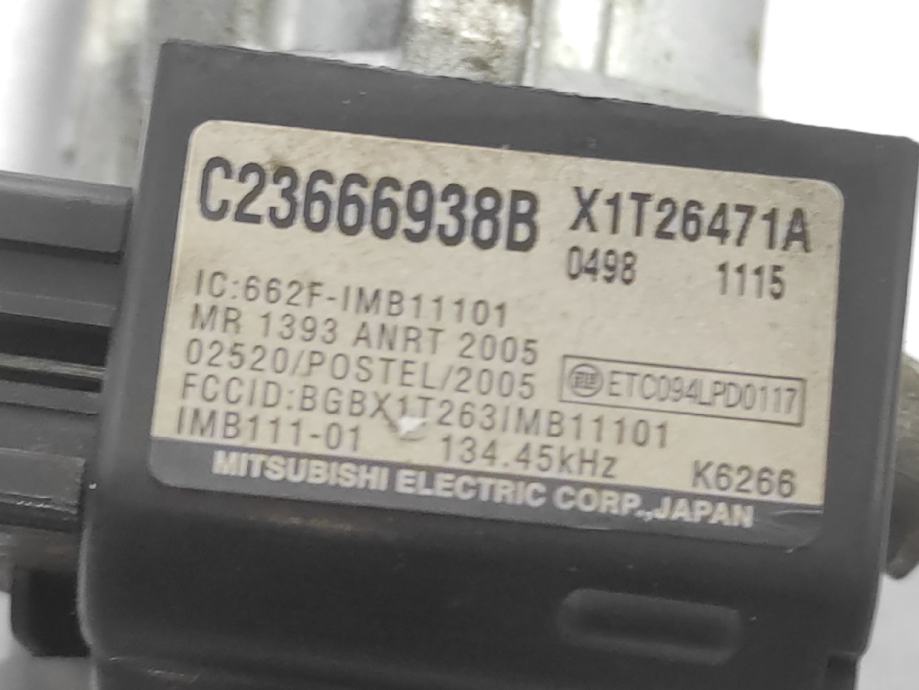 C23666938B X1T26471A
0498 1115
IC:662F-IMB11101
MR 1393 ANRT 2005
02520/POSTEL/2005 ETC094LPD0117
FCCID:BGBX1T263IMB11101
IMB111-01 134.45kHz K6266
MITSUBISHI ELECTRIC CORP.,JAPAN